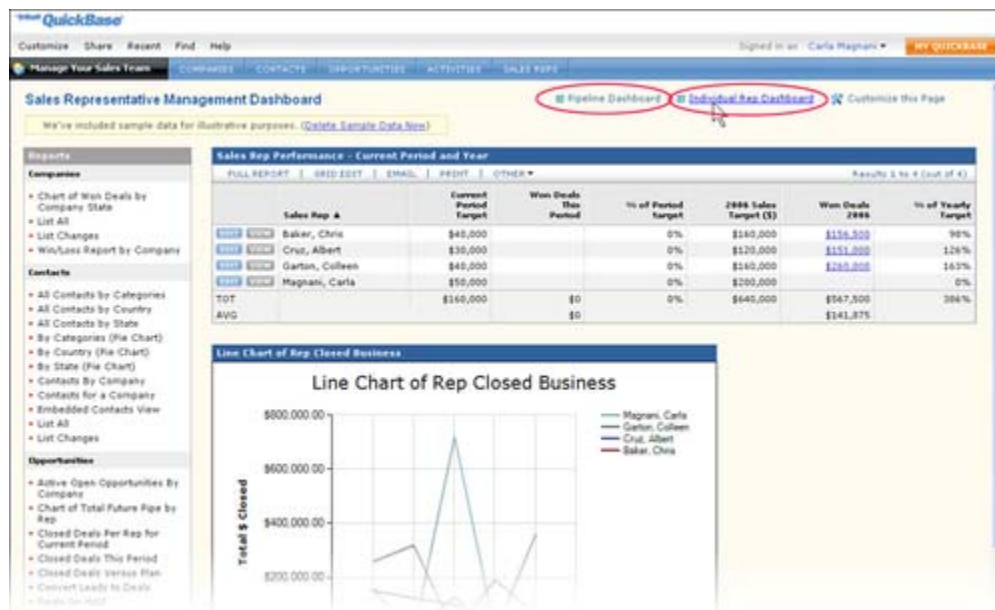 QuickBase
Customize Share Recent Find Help
Signed in as Carla Magnani
MY QUICKBASE
Manage Your Sales Team COMPANIES CONTACTS OPPORTUNITIES ACTIVITIES SALES REPS
Sales Representative Management Dashboard
Pipeline Dashboard Individual Rep Dashboard Customize this Page
We've included sample data for illustrative purposes. (Delete Sample Data Now)
Reports
Companies
• Chart of Won Deals by
Company State
• List All
• List Changes
• Win/Loss Report by Company
Contacts
• All Contacts by Categories
• All Contacts by Country
• All Contacts by State
• By Categories (Pie Chart)
• By Country (Pie Chart)
• By State (Pie Chart)
• Contacts By Company
• Contacts for a Company
• Embedded Contacts View
• List All
• List Changes
Opportunities
• Active Open Opportunities By
Company
• Chart of Total Future Pipe by
Rep
• Closed Deals Per Rep for
Current Period
• Closed Deals This Period
• Closed Deals Versus Plan
• Convert Leads to Deals
Sales Rep Performance - Current Period and Year
FULL REPORT | GRID EDIT | EMAIL | PRINT | OTHER
Results 1 to 4 (out of 4)
Sales Rep Current Period Target Won Deals This Period % of Period target 2006 Sales Target ($) Won Deals 2006 % of Yearly Target
EDIT VIEW Baker, Chris $40,000 0% $160,000 $156,500 98%
EDIT VIEW Cruz, Albert $30,000 0% $120,000 $151,000 126%
EDIT VIEW Garton, Colleen $40,000 0% $160,000 $260,000 163%
EDIT VIEW Magnani, Carla $50,000 0% $200,000 0%
TOT $160,000 $0 0% $640,000 $567,500 386%
AVG $0 $141,875
Line Chart of Rep Closed Business
Line Chart of Rep Closed Business
$800,000.00
$600,000.00
$400,000.00
$200,000.00
Total $ Closed
Magnani, Carla
Garton, Colleen
Cruz, Albert
Baker, Chris